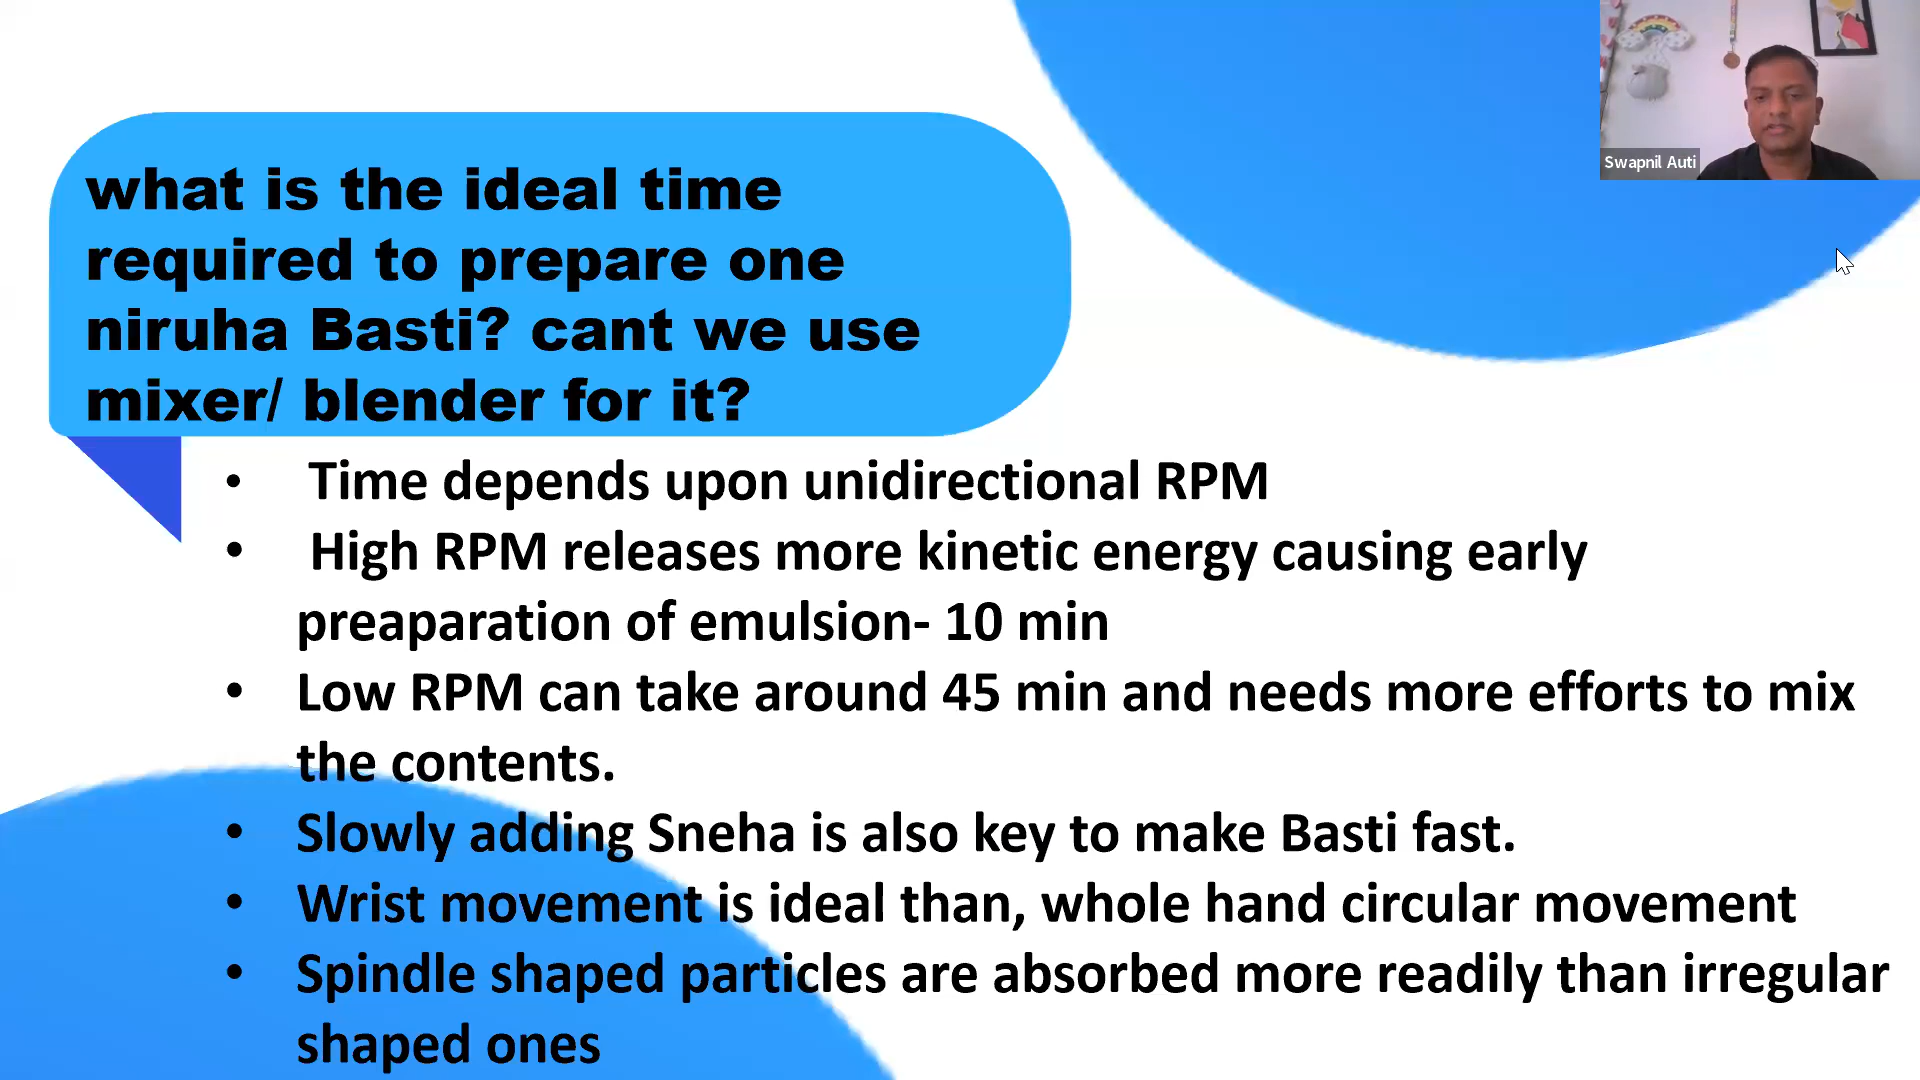 what is the ideal time
required to prepare one
niruha Basti? cant we use
mixer/ blender for it?
Swapnil Auti
• Time depends upon unidirectional RPM
• High RPM releases more kinetic energy causing early
preaparation of emulsion- 10 min
• Low RPM can take around 45 min and needs more efforts to mix
the contents.
• Slowly adding Sneha is also key to make Basti fast.
• Wrist movement is ideal than, whole hand circular movement
• Spindle shaped particles are absorbed more readily than irregular
shaped ones